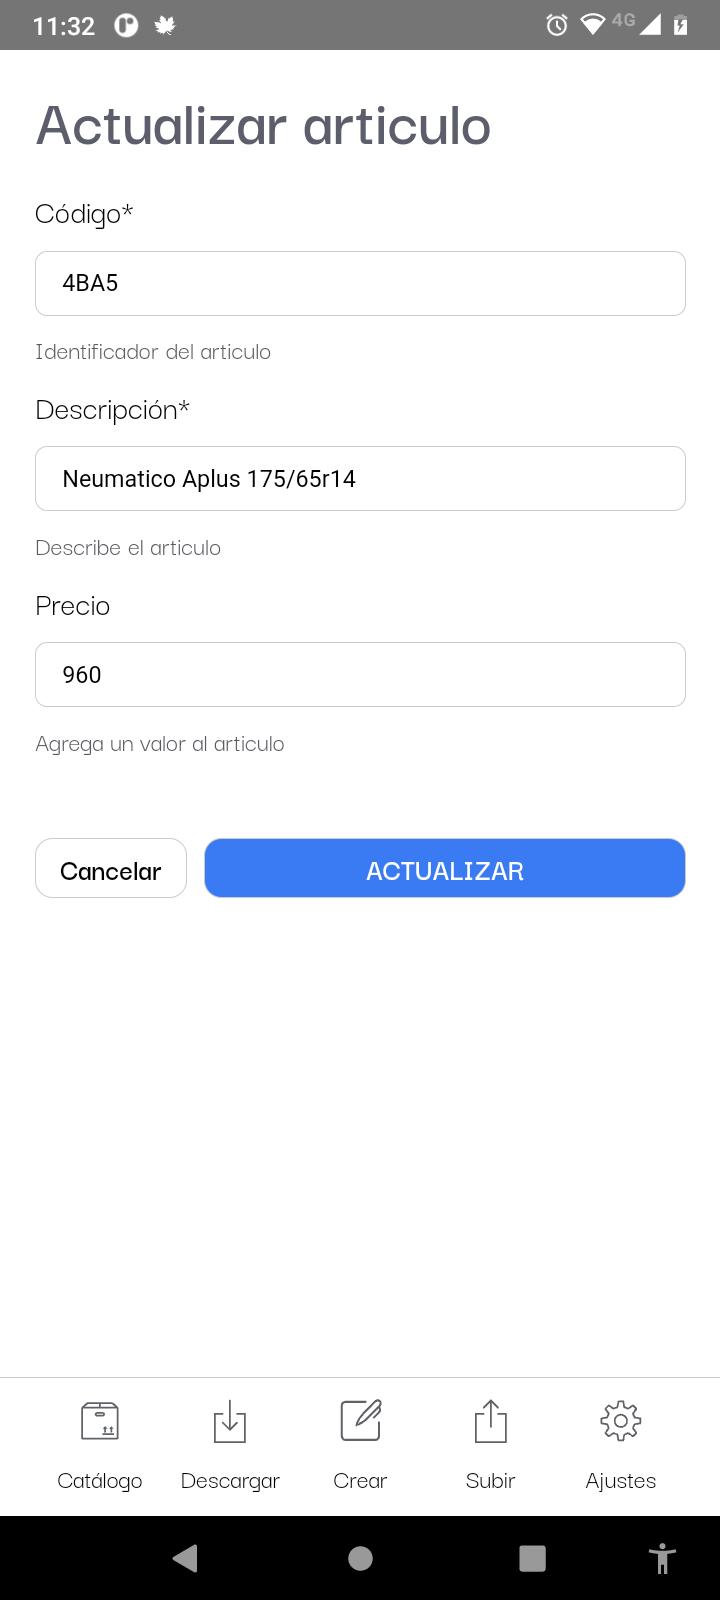 11:32
4G
Actualizar articulo
Código*
4BA5
Identificador del articulo
Descripción*
Neumatico Aplus 175/65r14
Describe el articulo
Precio
960
Agrega un valor al articulo
Cancelar ACTUALIZAR
Catálogo Descargar Crear Subir Ajustes